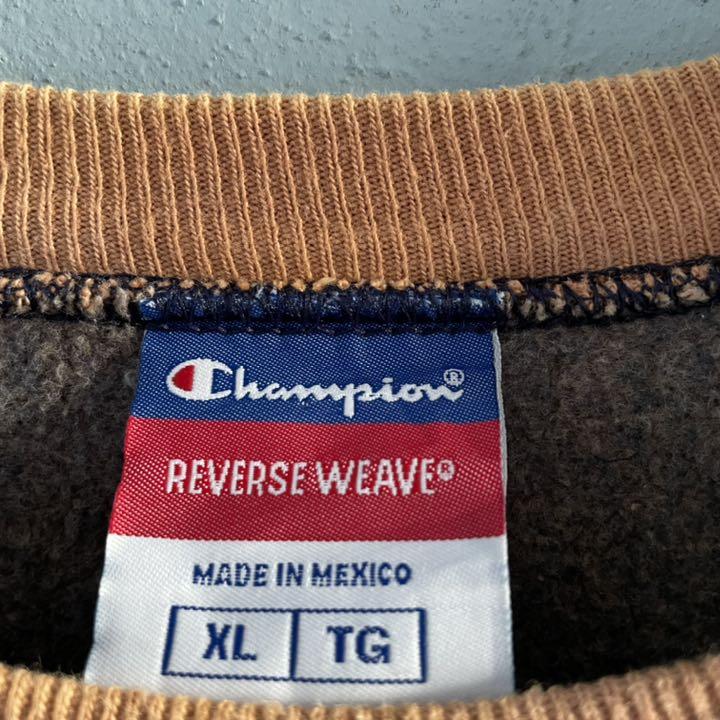 Champion®
REVERSE WEAVE®
MADE IN MEXICO
XL TG